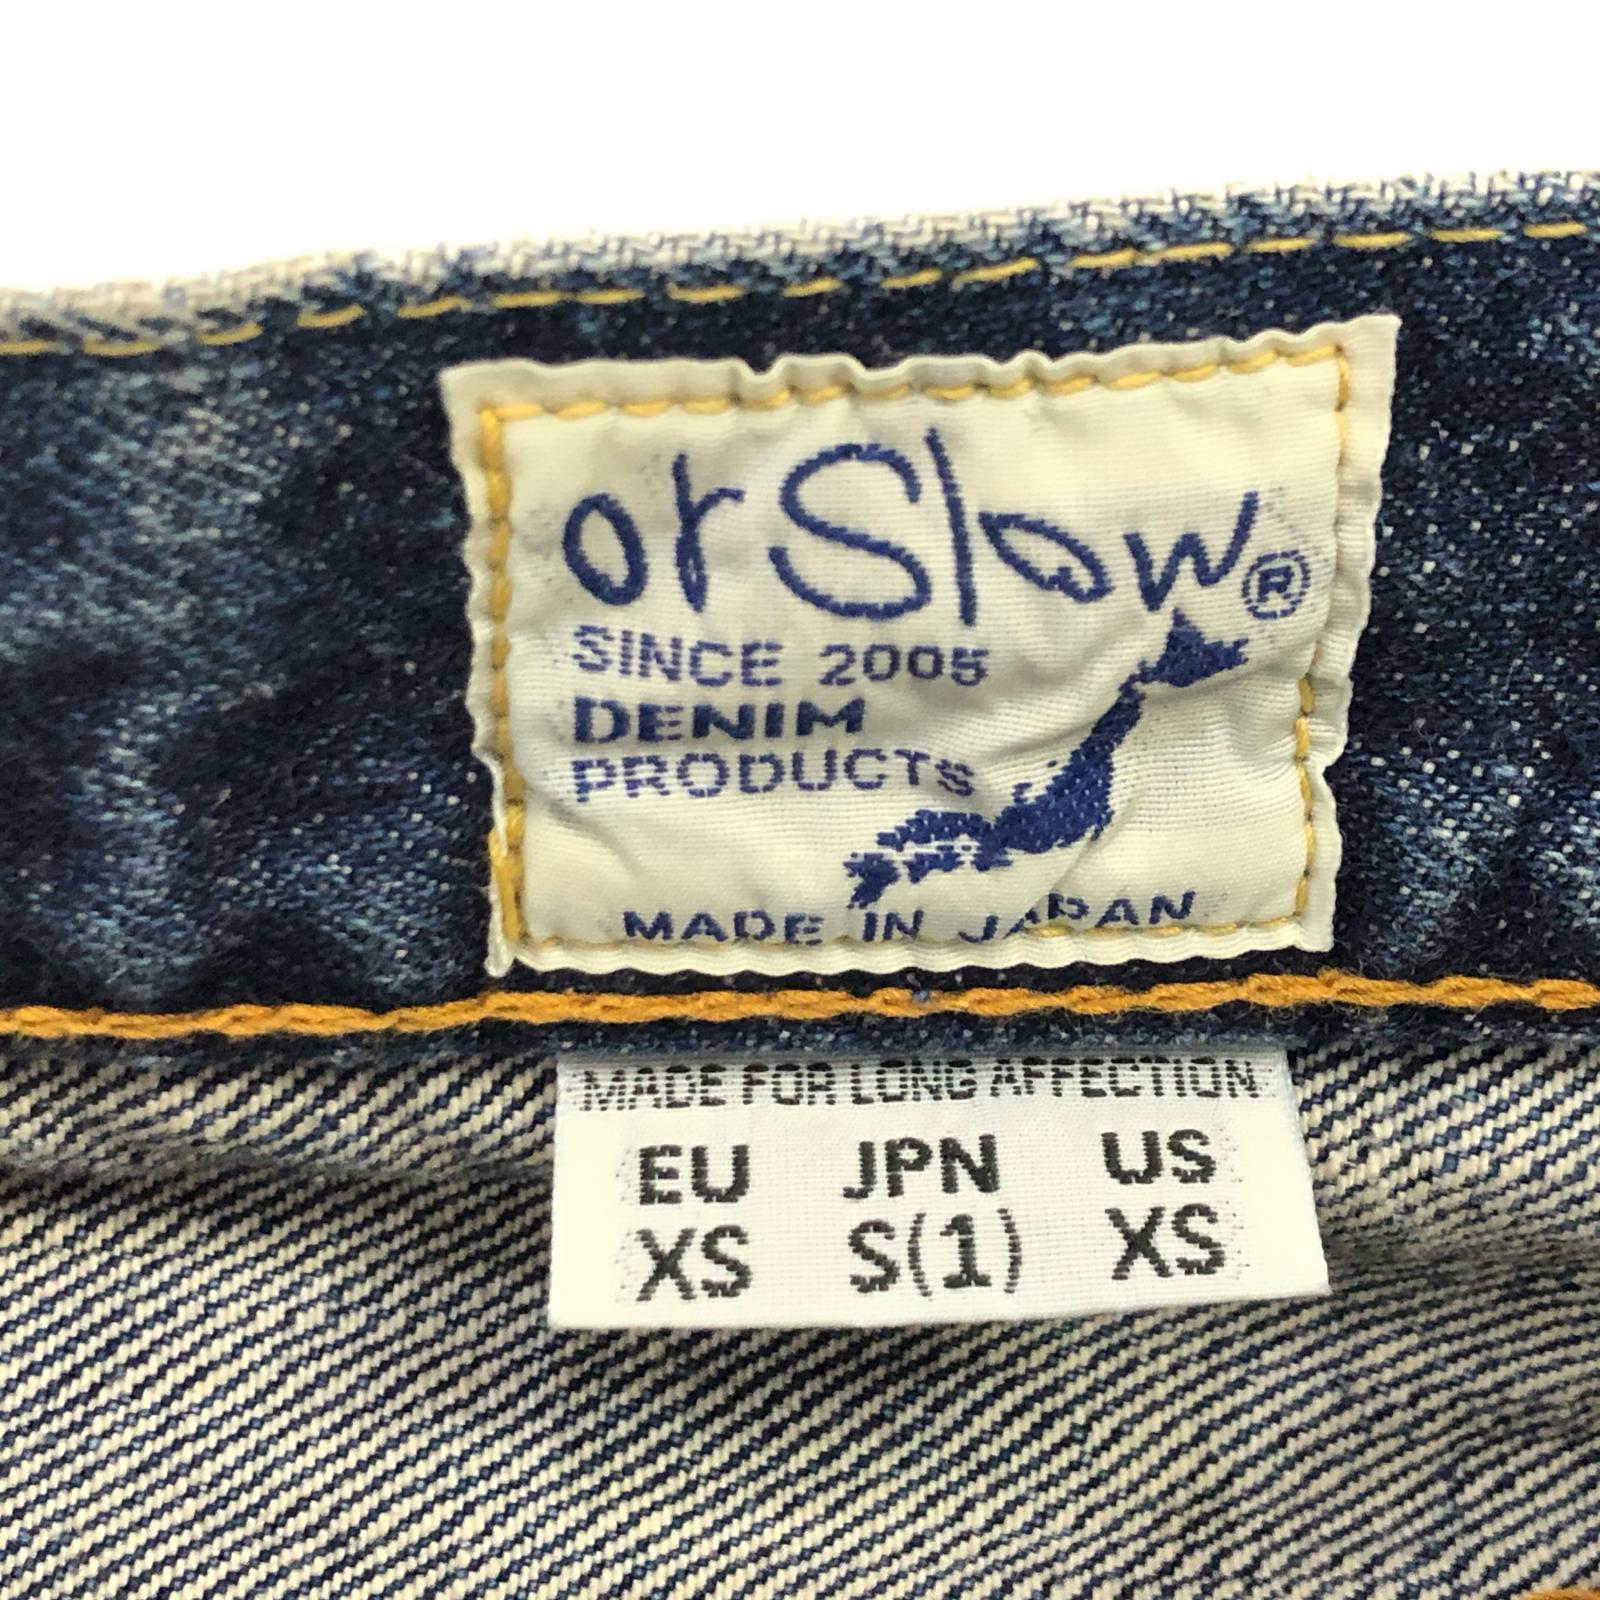 orSlow®
SINCE 2005
DENIM
PRODUCTS
MADE IN JAPAN
MADE FOR LONG AFFECTION
EU JPN US
XS S(1) XS